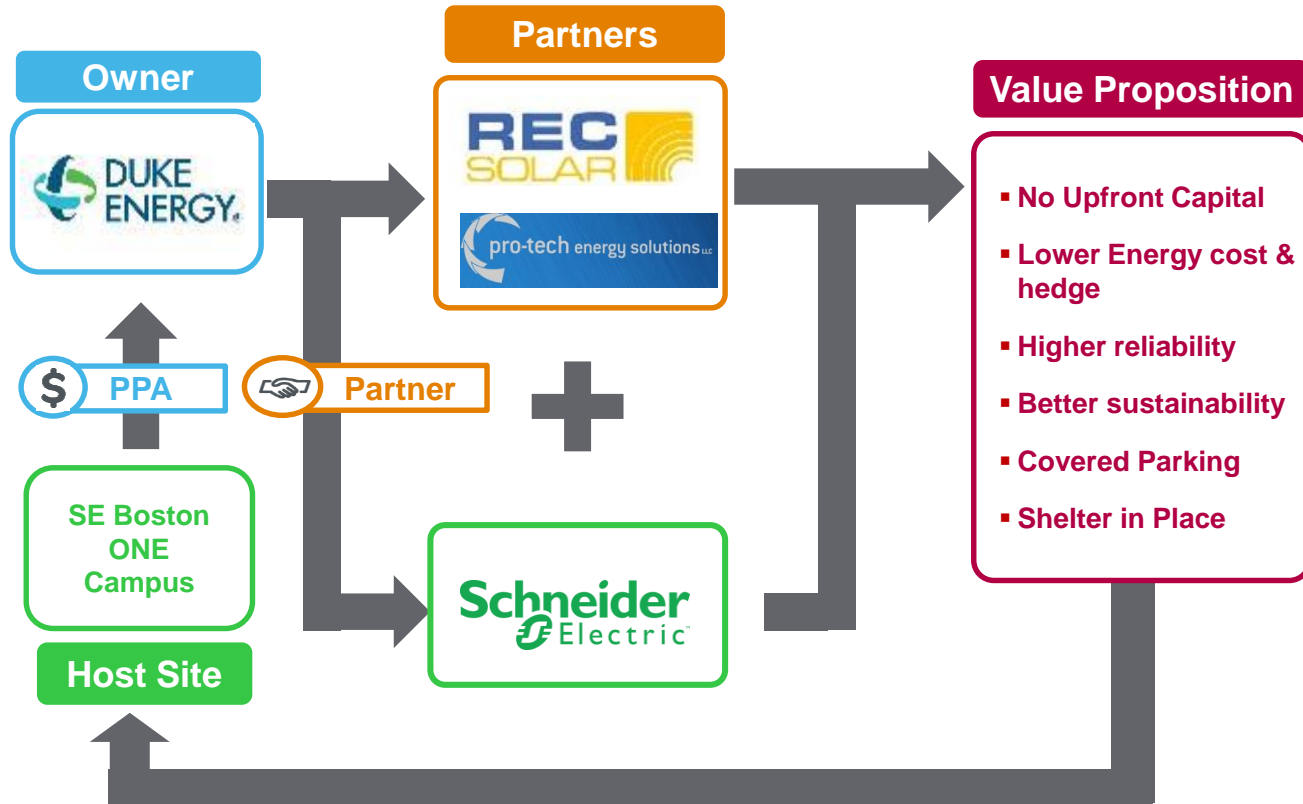 Owner
DUKE
ENERGY®
Partners
REC
SOLAR
pro-tech energy solutions LLC
Value Proposition
▪ No Upfront Capital
▪ Lower Energy cost &
hedge
▪ Higher reliability
▪ Better sustainability
▪ Covered Parking
▪ Shelter in Place
$ PPA
Partner
SE Boston
ONE
Campus
Host Site
Schneider
Electric™